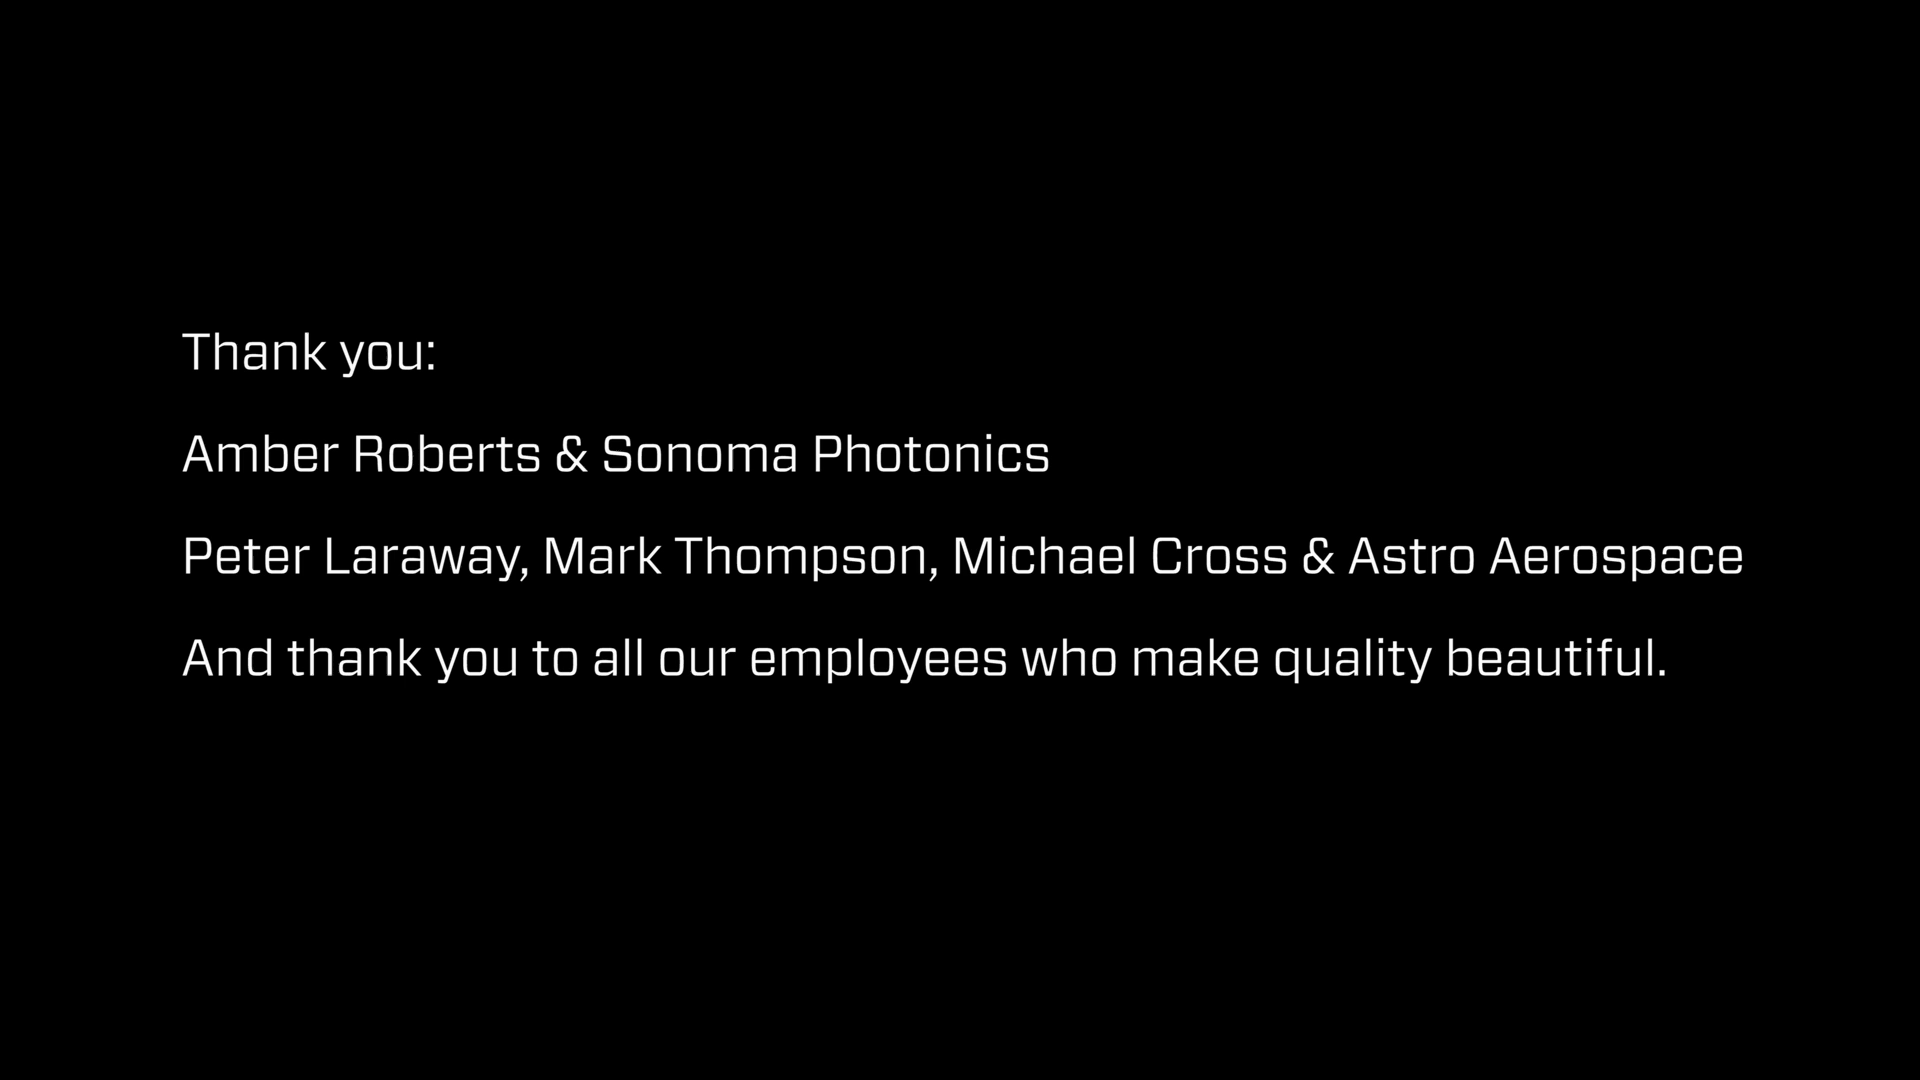 Thank you:
Amber Roberts & Sonoma Photonics
Peter Laraway, Mark Thompson, Michael Cross & Astro Aerospace
And thank you to all our employees who make quality beautiful.